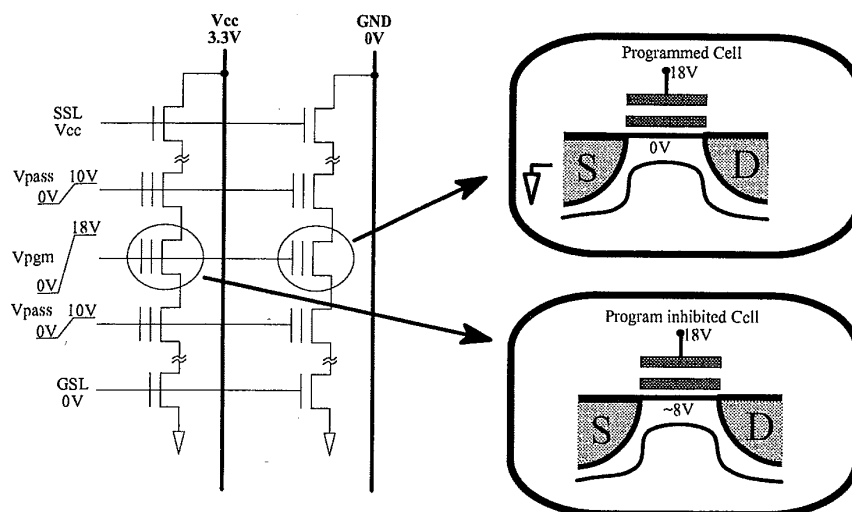 Vcc
3.3V
GND
0V
SSL
Vcc
Vpass 10V
0V
18V
Vpgm
0V
Vpass 10V
0V
GSL
0V
Programmed Cell
18V
0V
S
D
Program inhibited Cell
18V
~8V
S
D